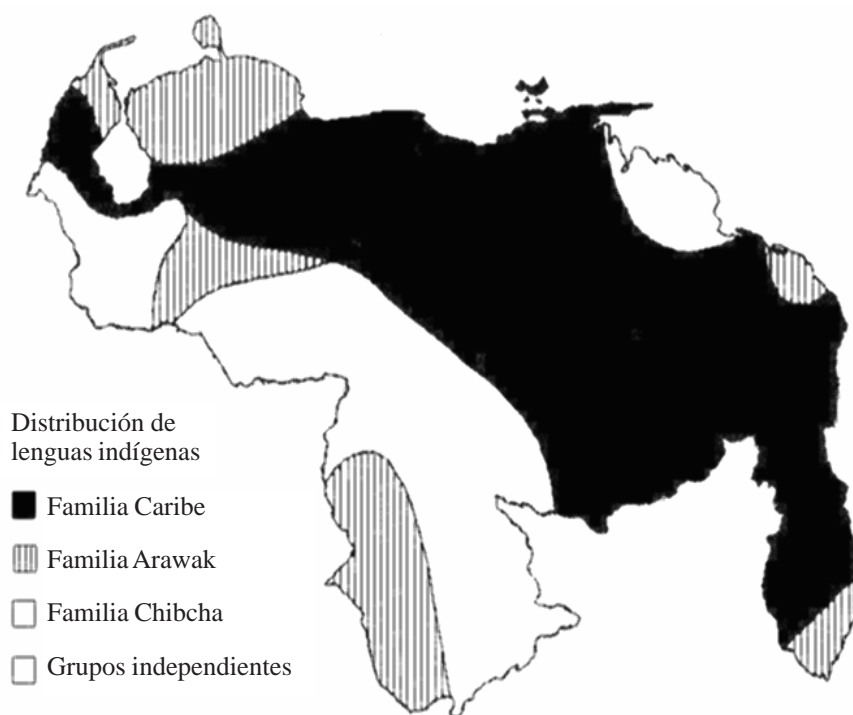 Distribución de
lenguas indígenas
Familia Caribe
Familia Arawak
Familia Chibcha
Grupos independientes